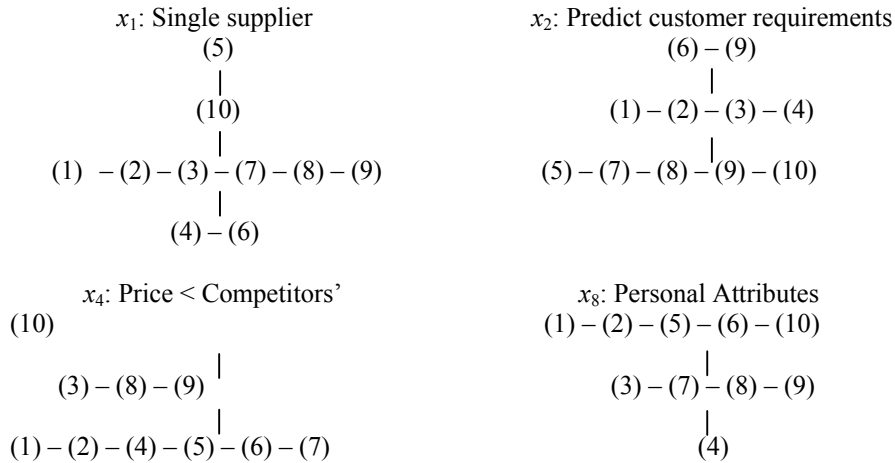 x1: Single supplier
(5)
(10)
(1) – (2) – (3) – (7) – (8) – (9)
(4) – (6)
x2: Predict customer requirements
(6) – (9)
(1) – (2) – (3) – (4)
(5) – (7) – (8) – (9) – (10)
x4: Price < Competitors’
(10)
(3) – (8) – (9)
(1) – (2) – (4) – (5) – (6) – (7)
x8: Personal Attributes
(1) – (2) – (5) – (6) – (10)
(3) – (7) – (8) – (9)
(4)